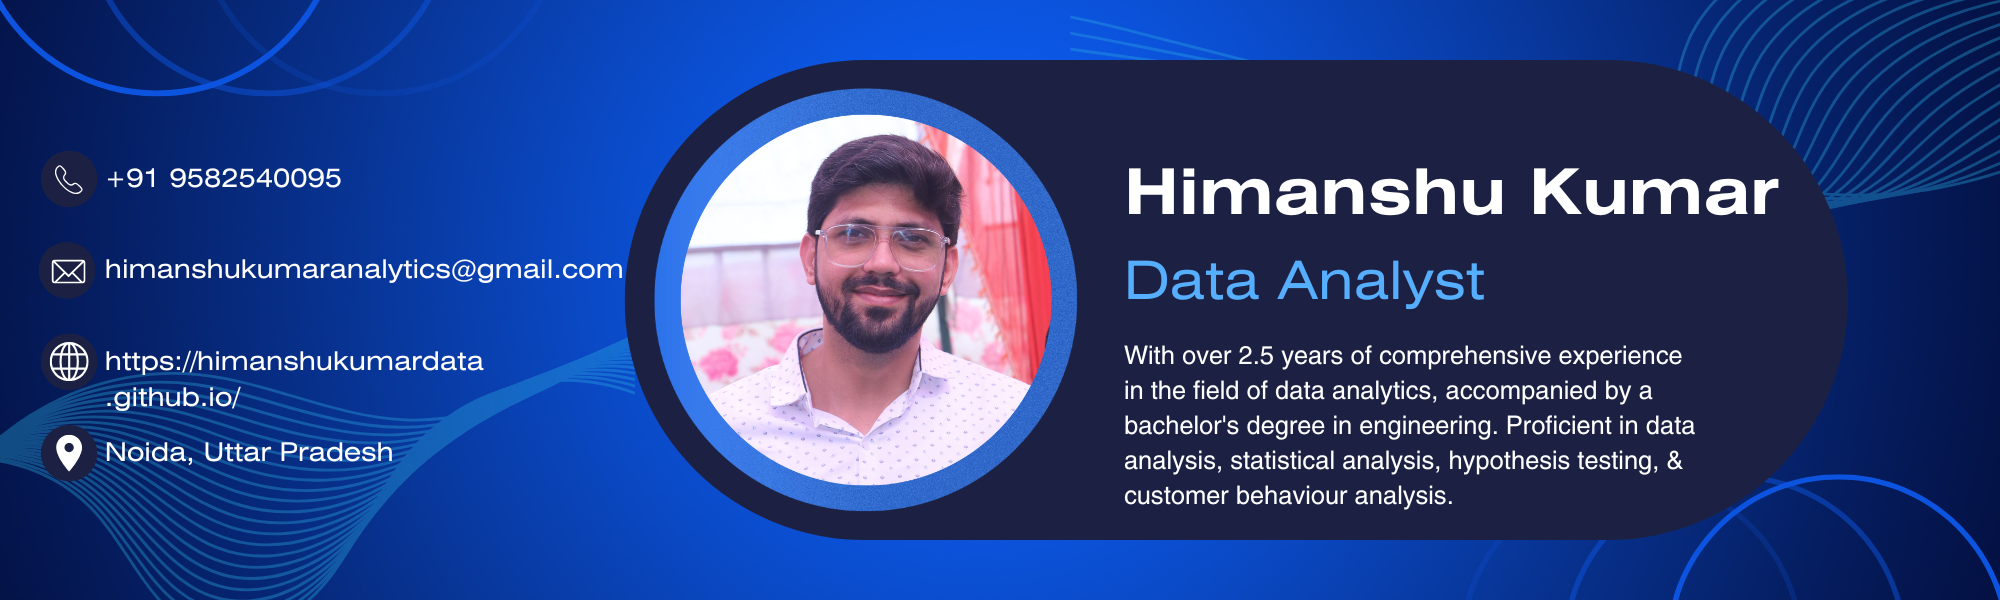 +91 9582540095
himanshukumaranalytics@gmail.com
https://himanshukumardata
.github.io/
Noida, Uttar Pradesh
Himanshu Kumar
Data Analyst
With over 2.5 years of comprehensive experience
in the field of data analytics, accompanied by a
bachelor's degree in engineering. Proficient in data
analysis, statistical analysis, hypothesis testing, &
customer behaviour analysis.